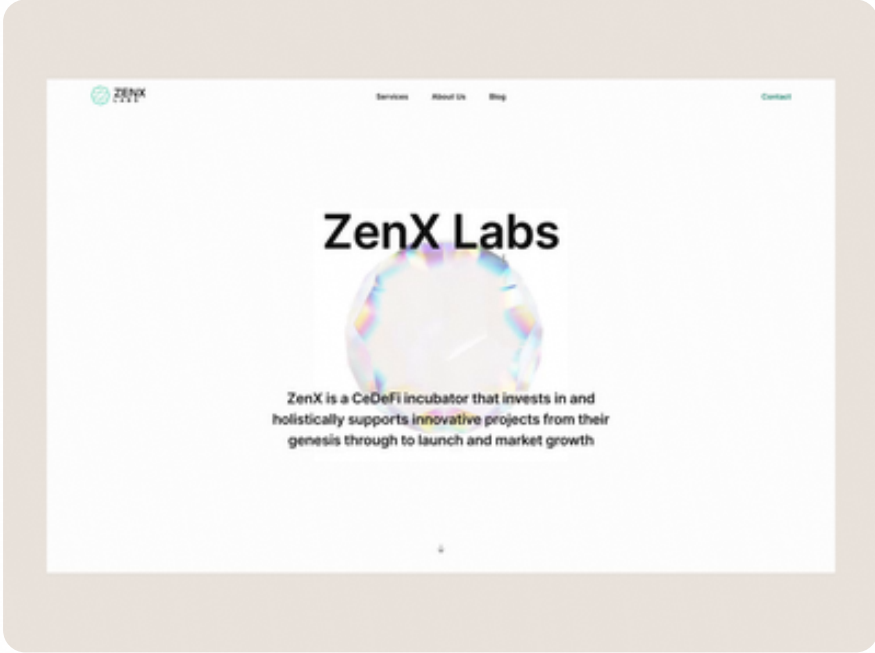 ZENX
LABS
Services
About Us
Blog
Contact
ZenX Labs
ZenX is a CeDeFi incubator that invests in and
holistically supports innovative projects from their
genesis through to launch and market growth